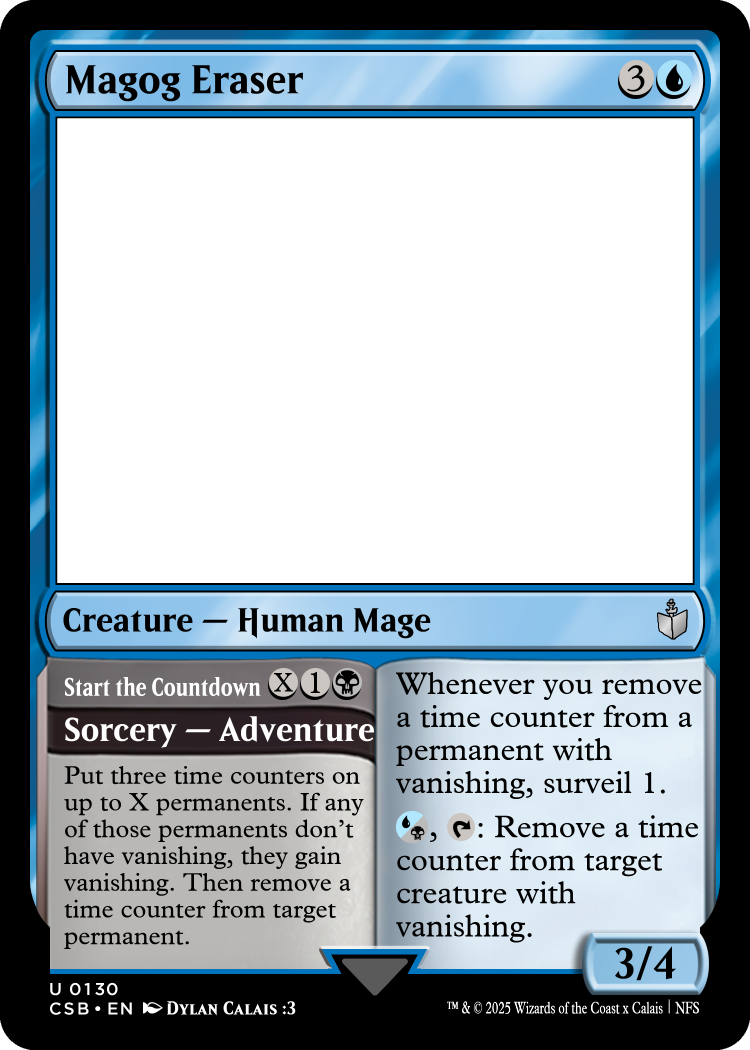 Magog Eraser 3
Creature — Human Mage
Start the Countdown X 1
Sorcery — Adventure
Put three time counters on
up to X permanents. If any
of those permanents don't
have vanishing, they gain
vanishing. Then remove a
time counter from target
permanent.
Whenever you remove
a time counter from a
permanent with
vanishing, surveil 1.
, : Remove a time
counter from target
creature with
vanishing.
3/4
U 0130
CSB • EN DYLAN CALAIS :3
™ & © 2025 Wizards of the Coast x Calais | NFS